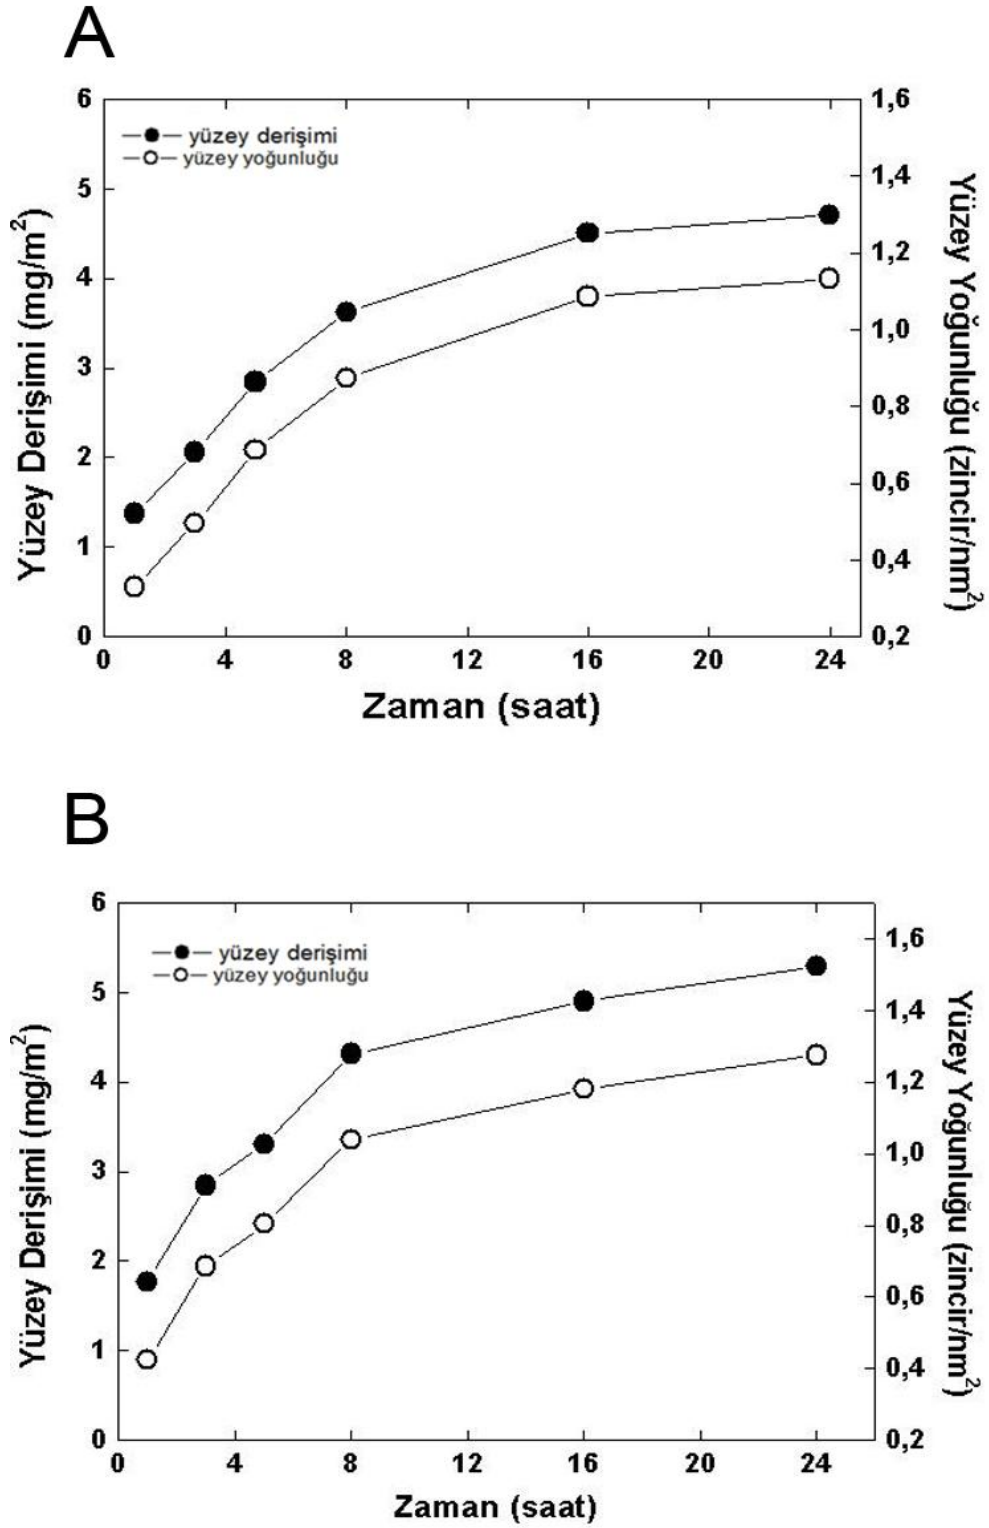 A
6
5
4
3
2
1
0
Yüzey Derişimi (mg/m²)
yüzey derişimi
yüzey yoğunluğu
1,6
1,4
1,2
1,0
0,8
0,6
0,4
0,2
Yüzey Yoğunluğu (zincir/nm²)
0 4 8 12 16 20 24
Zaman (saat)
B
6
5
4
3
2
1
0
Yüzey Derişimi (mg/m²)
yüzey derişimi
yüzey yoğunluğu
1,6
1,4
1,2
1,0
0,8
0,6
0,4
0,2
Yüzey Yoğunluğu (zincir/nm²)
0 4 8 12 16 20 24
Zaman (saat)